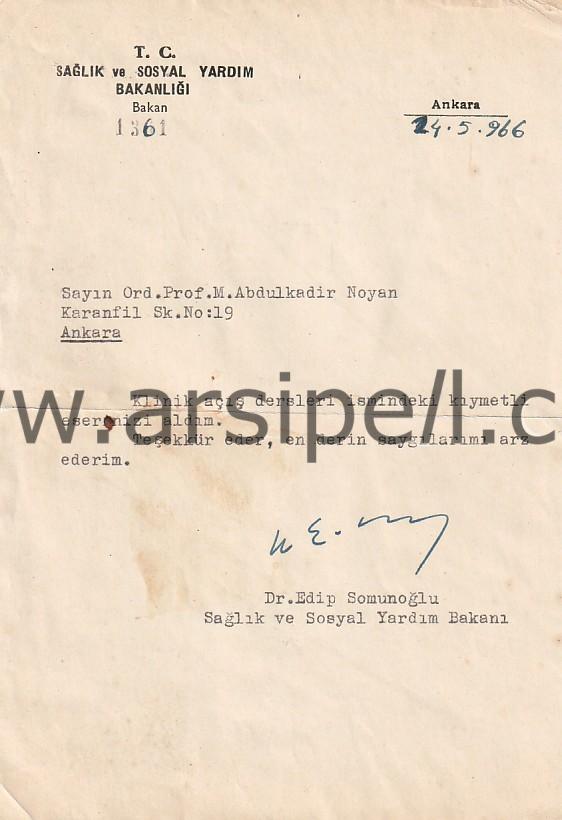 T. C.
SAĞLIK ve SOSYAL YARDIM
BAKANLIĞI
Bakan
1361
Ankara
24.5.966
Sayın Ord.Prof.M.Abdulkadir Noyan
Karanfil Sk.No:19
Ankara
Klinik açış dersleri ismindeki kıymetli
eserinizi aldım.
Teşekkür eder, en derin saygılarımı arz
ederim.
Dr.Edip Somunoğlu
Sağlık ve Sosyal Yardım Bakanı